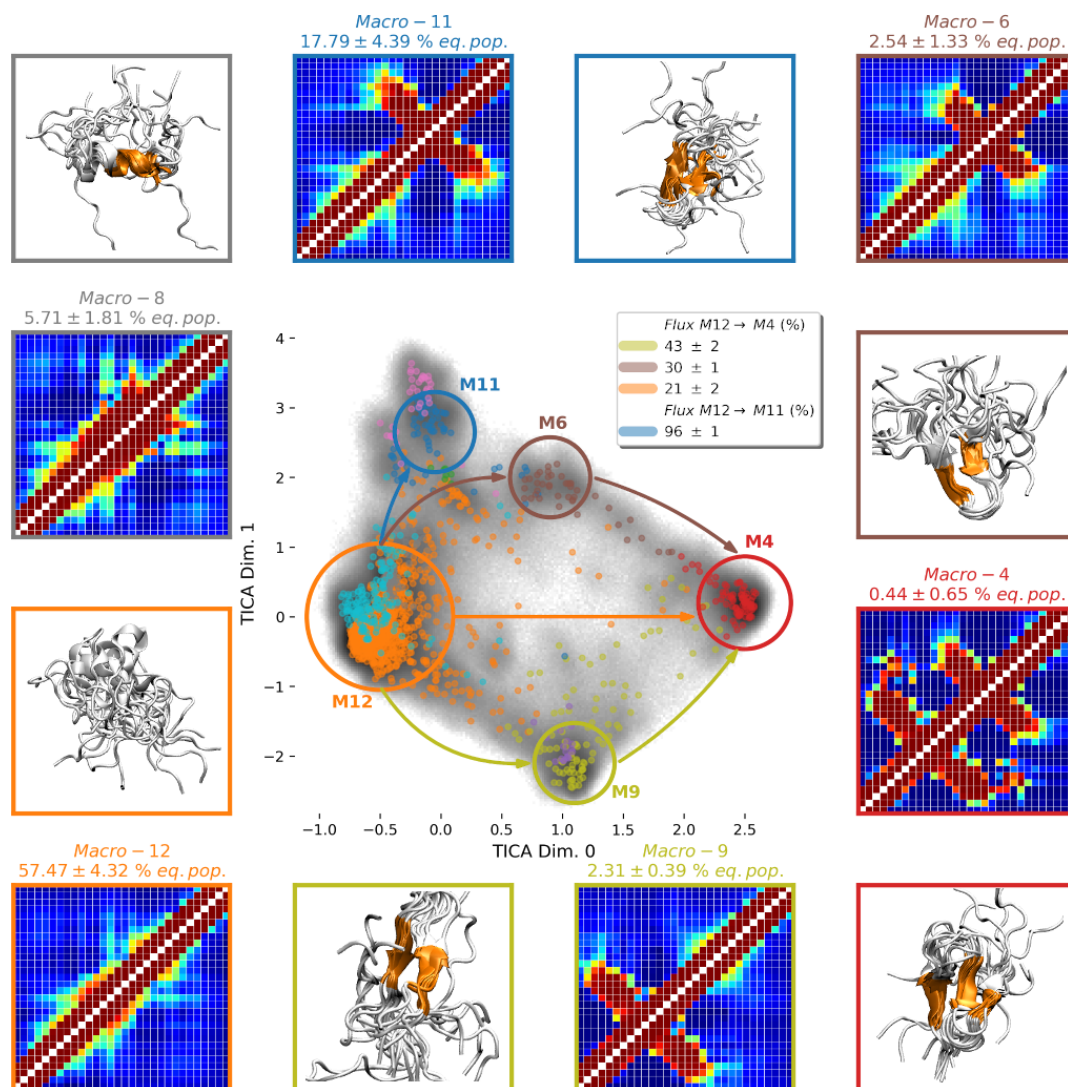 Macro − 11
17.79 ± 4.39 % eq. pop.
Macro − 6
2.54 ± 1.33 % eq. pop.
Macro − 8
5.71 ± 1.81 % eq. pop.
Flux M12 → M4 (%)
43 ± 2
30 ± 1
21 ± 2
Flux M12 → M11 (%)
96 ± 1
4
3
2
1
0
−1
−2
TICA Dim. 1
M11
M6
M4
M12
M9
−1.0 −0.5 0.0 0.5 1.0 1.5 2.0 2.5
TICA Dim. 0
Macro − 4
0.44 ± 0.65 % eq. pop.
Macro − 12
57.47 ± 4.32 % eq. pop.
Macro − 9
2.31 ± 0.39 % eq. pop.